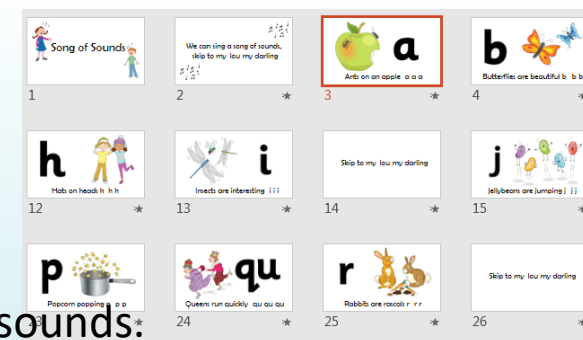 Song of Sounds
We can sing a song of sounds,
skip to my lou my darling
a
Ants on an apple a a a
b
Butterflies are beautiful b b b
1
2
3
4
h
Hats on heads h h h
i
Insects are interesting i i i
Skip to my lou my darling
j
Jellybeans are jumping j j j
12
13
14
15
p
Popcorn popping p p p
qu
Queens run quickly qu qu qu
r
Rabbits are rascals r r r
Skip to my lou my darling
sounds.
24
25
26